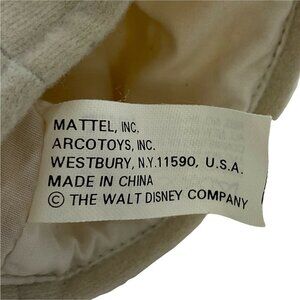 MATTEL, INC.
ARCOTOYS, INC.
WESTBURY, N.Y. 11590, U.S.A.
MADE IN CHINA
© THE WALT DISNEY COMPANY